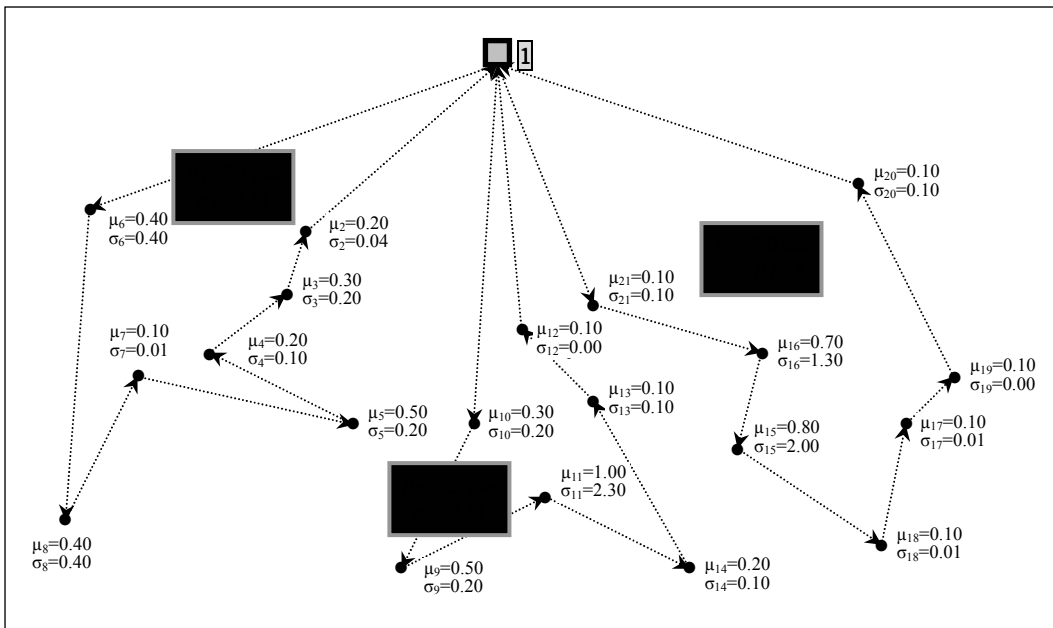 1
μ₂₀=0.10
σ₂₀=0.10
μ₆=0.40
σ₆=0.40
μ₂=0.20
σ₂=0.04
μ₃=0.30
σ₃=0.20
μ₂₁=0.10
σ₂₁=0.10
μ₇=0.10
σ₇=0.01
μ₄=0.20
σ₄=0.10
μ₁₂=0.10
σ₁₂=0.00
μ₁₆=0.70
σ₁₆=1.30
μ₁₉=0.10
σ₁₉=0.00
μ₁₃=0.10
σ₁₃=0.10
μ₅=0.50
σ₅=0.20
μ₁₀=0.30
σ₁₀=0.20
μ₁₅=0.80
σ₁₅=2.00
μ₁₇=0.10
σ₁₇=0.01
μ₁₁=1.00
σ₁₁=2.30
μ₈=0.40
σ₈=0.40
μ₉=0.50
σ₉=0.20
μ₁₄=0.20
σ₁₄=0.10
μ₁₈=0.10
σ₁₈=0.01